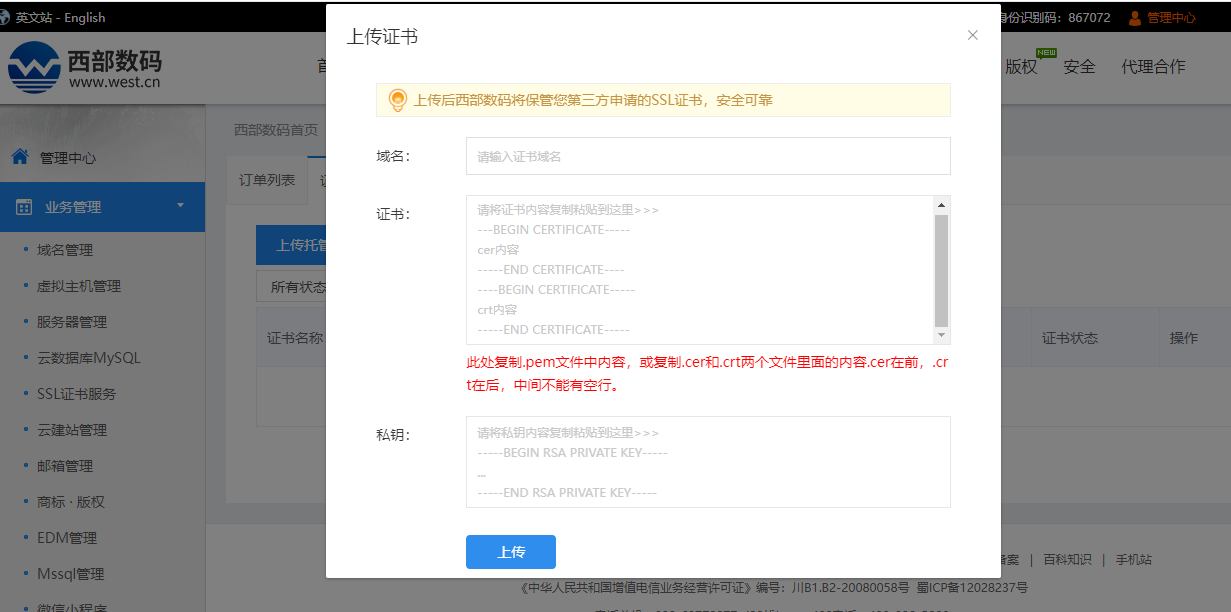 英文站 - English
身份识别码：867072
管理中心
西部数码
www.west.cn
版权
NEW
安全
代理合作
管理中心
业务管理
域名管理
虚拟主机管理
服务器管理
云数据库MySQL
SSL证书服务
云建站管理
邮箱管理
商标 · 版权
EDM管理
Mssql管理
微信小程序
西部数码首页
订单列表
上传托管
所有状态
证书名称
证书状态
操作
上传证书
上传后西部数码将保管您第三方申请的SSL证书，安全可靠
域名：
请输入证书域名
证书：
请将证书内容复制粘贴到这里>>>
---BEGIN CERTIFICATE-----
cer内容
-----END CERTIFICATE----
----BEGIN CERTIFICATE-----
crt内容
-----END CERTIFICATE-----
此处复制.pem文件中内容，或复制.cer和.crt两个文件里面的内容.cer在前，.cr
t在后，中间不能有空行。
私钥：
请将私钥内容复制粘贴到这里>>>
-----BEGIN RSA PRIVATE KEY-----
...
-----END RSA PRIVATE KEY-----
上传
备案 | 百科知识 | 手机站
《中华人民共和国增值电信业务经营许可证》编号：川B1.B2-20080058号 蜀ICP备12028237号